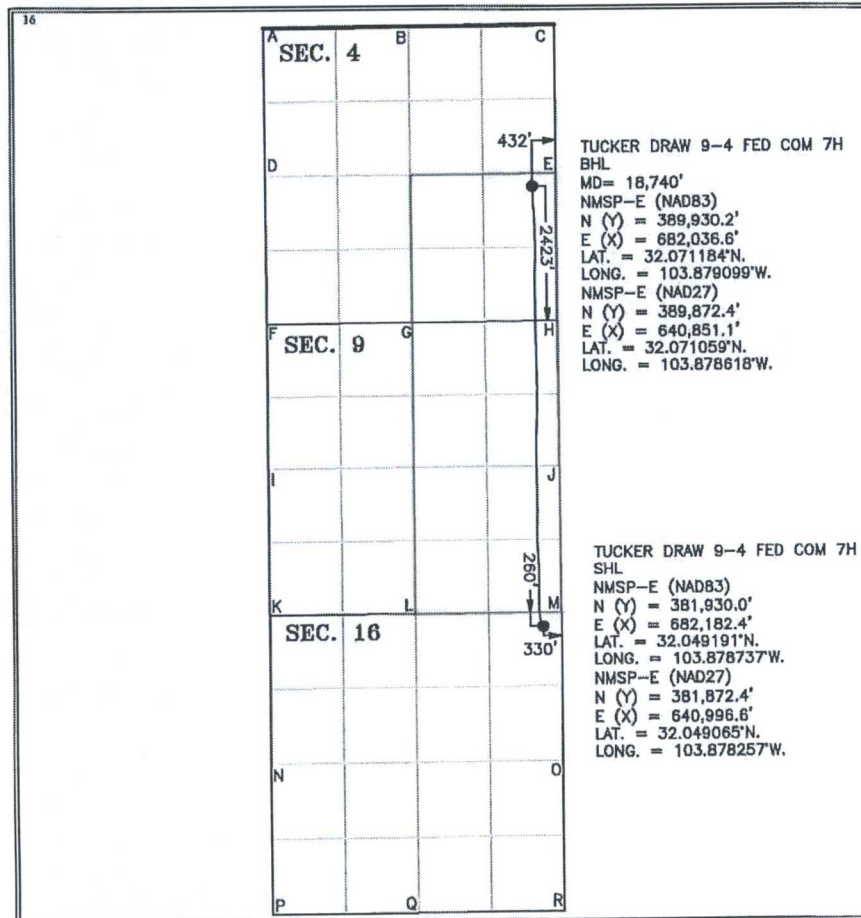 16
A B C
SEC. 4
432'
D E
2423'
F G H
SEC. 9
I J
260'
K L M
SEC. 16
330'
N O
P Q R
TUCKER DRAW 9-4 FED COM 7H
BHL
MD= 18,740'
NMSP-E (NAD83)
N (Y) = 389,930.2'
E (X) = 682,036.6'
LAT. = 32.071184°N.
LONG. = 103.879099°W.
NMSP-E (NAD27)
N (Y) = 389,872.4'
E (X) = 640,851.1'
LAT. = 32.071059°N.
LONG. = 103.878618°W.
TUCKER DRAW 9-4 FED COM 7H
SHL
NMSP-E (NAD83)
N (Y) = 381,930.0'
E (X) = 682,182.4'
LAT. = 32.049191°N.
LONG. = 103.878737°W.
NMSP-E (NAD27)
N (Y) = 381,872.4'
E (X) = 640,996.6'
LAT. = 32.049065°N.
LONG. = 103.878257°W.